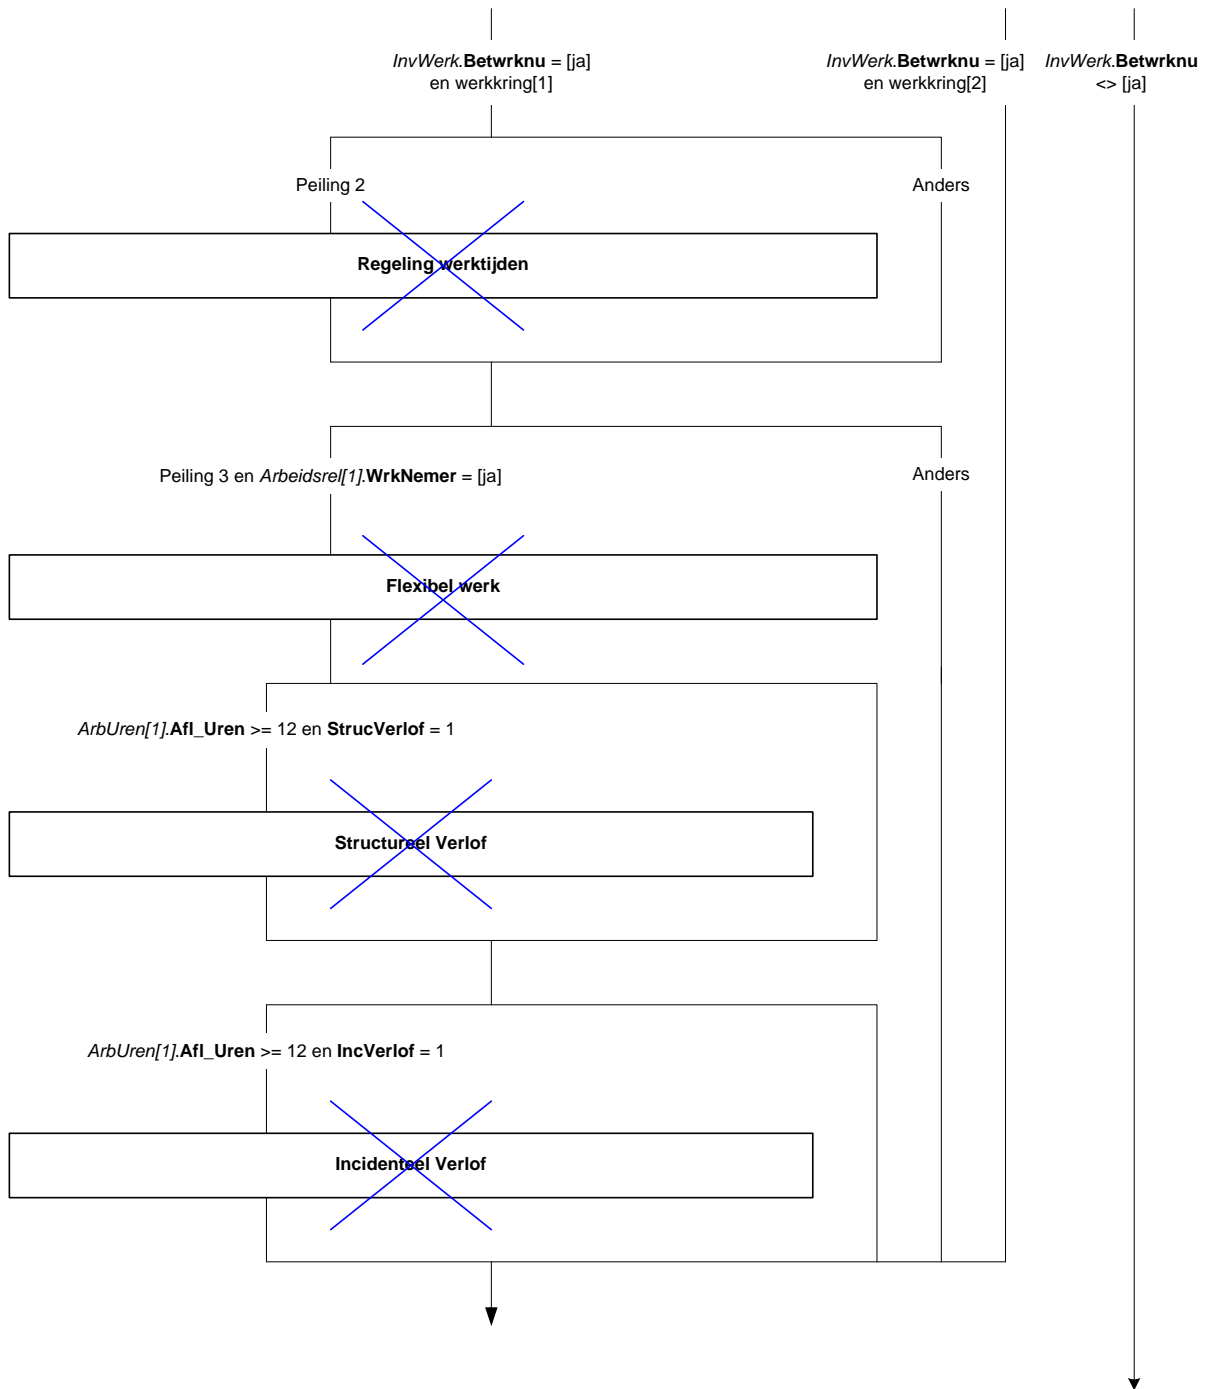 InvWerk.Betwrknu = [ja]
en werkkring[1]
InvWerk.Betwrknu = [ja]
en werkkring[2]
InvWerk.Betwrknu
<> [ja]
Peiling 2
Anders
Regeling werktijden
Peiling 3 en Arbeidsrel[1].WrkNemer = [ja]
Anders
Flexibel werk
ArbUren[1].Afl_Uren >= 12 en StrucVerlof = 1
Structureel Verlof
ArbUren[1].Afl_Uren >= 12 en IncVerlof = 1
Incidenteel Verlof